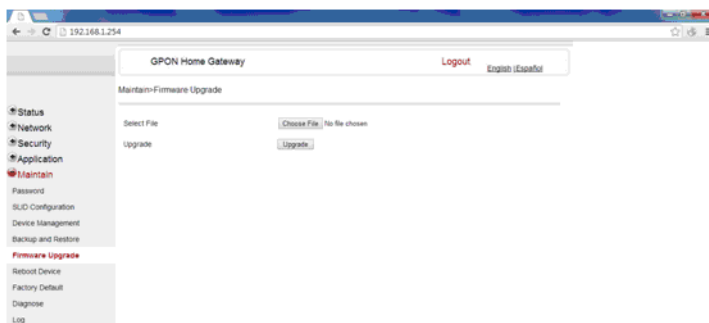 192.168.1.254
GPON Home Gateway
Logout
English |Español
Maintain>Firmware Upgrade
Status
Network
Security
Application
Maintain
Password
SLID Configuration
Device Management
Backup and Restore
Firmware Upgrade
Reboot Device
Factory Default
Diagnose
Log
Select File
Choose File No file chosen
Upgrade
Upgrade